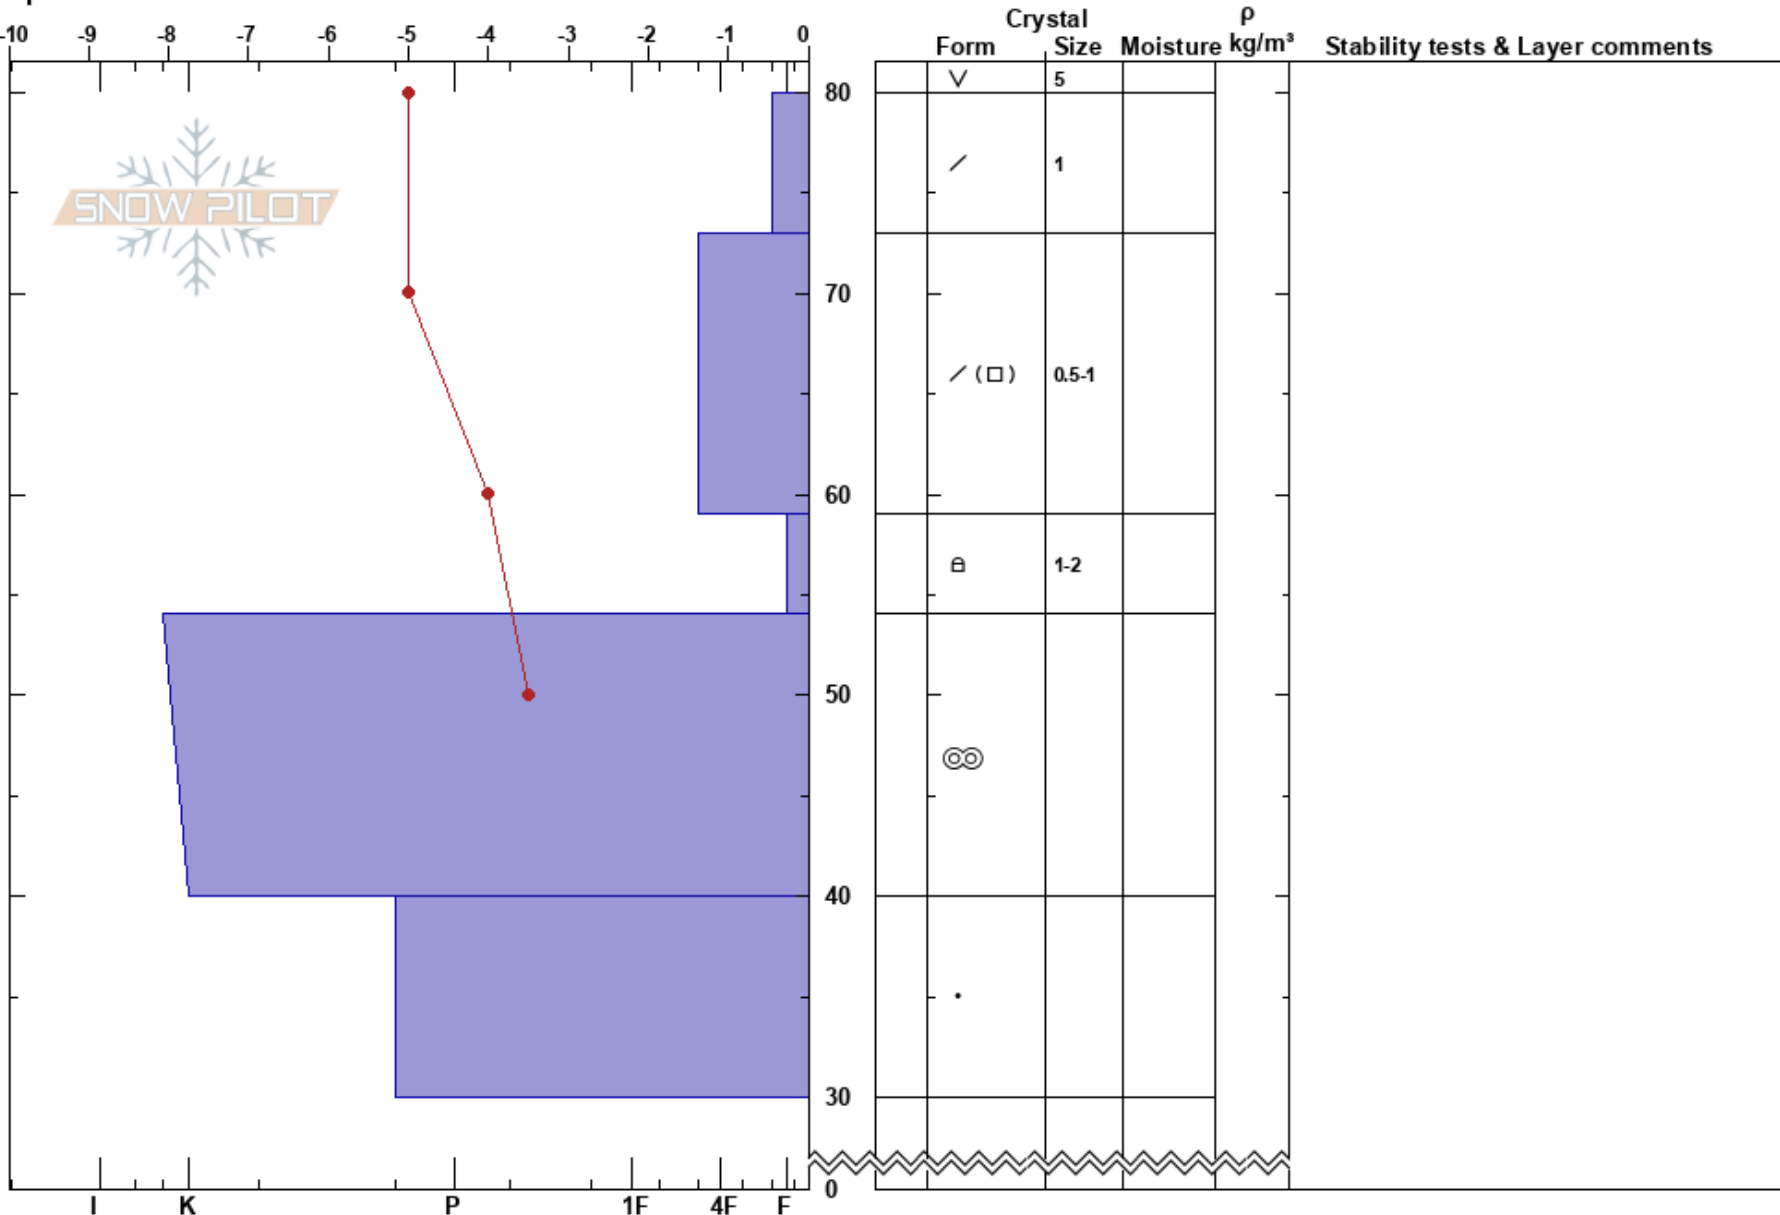 Crystal ρ
-10 -9 -8 -7 -6 -5 -4 -3 -2 -1 0 Form Size Moisture kg/m³ Stability tests & Layer comments
80 5
SNOW PILOT 1
70
0.5-1
60
1-2
50
40
30
0
I K P 1F 4F F